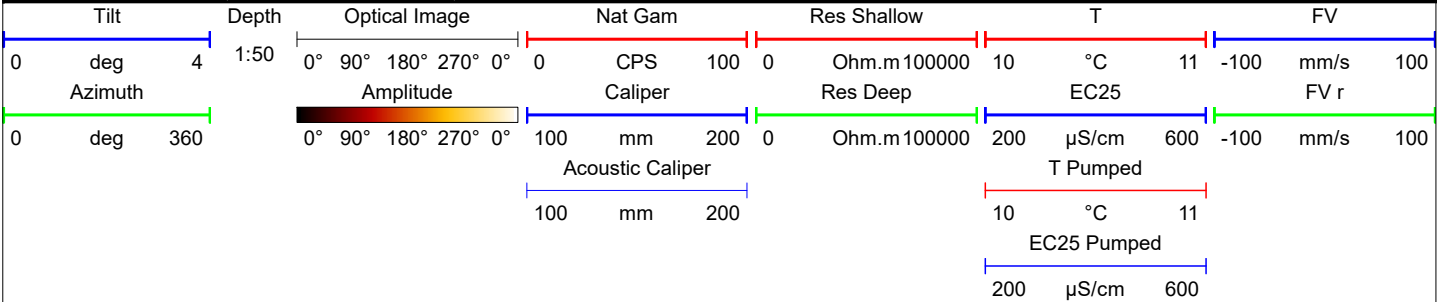 Tilt Depth Optical Image Nat Gam Res Shallow T FV
0 deg 4 1:50 0° 90° 180° 270° 0° 0 CPS 100 0 Ohm.m 100000 10 °C 11 -100 mm/s 100
Azimuth Amplitude Caliper Res Deep EC25 FV r
0 deg 360 0° 90° 180° 270° 0° 100 mm 200 0 Ohm.m 100000 200 µS/cm 600 -100 mm/s 100
Acoustic Caliper T Pumped
100 mm 200 10 °C 11
EC25 Pumped
200 µS/cm 600